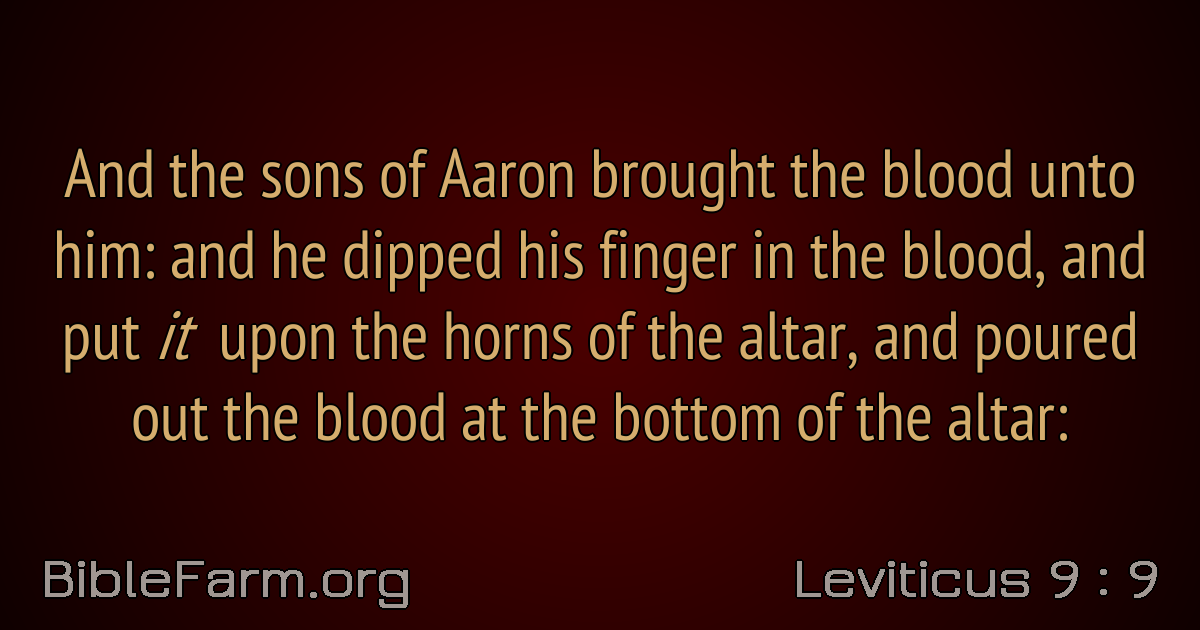 And the sons of Aaron brought the blood unto
him: and he dipped his finger in the blood, and
put it upon the horns of the altar, and poured
out the blood at the bottom of the altar:
BibleFarm.org
Leviticus 9 : 9